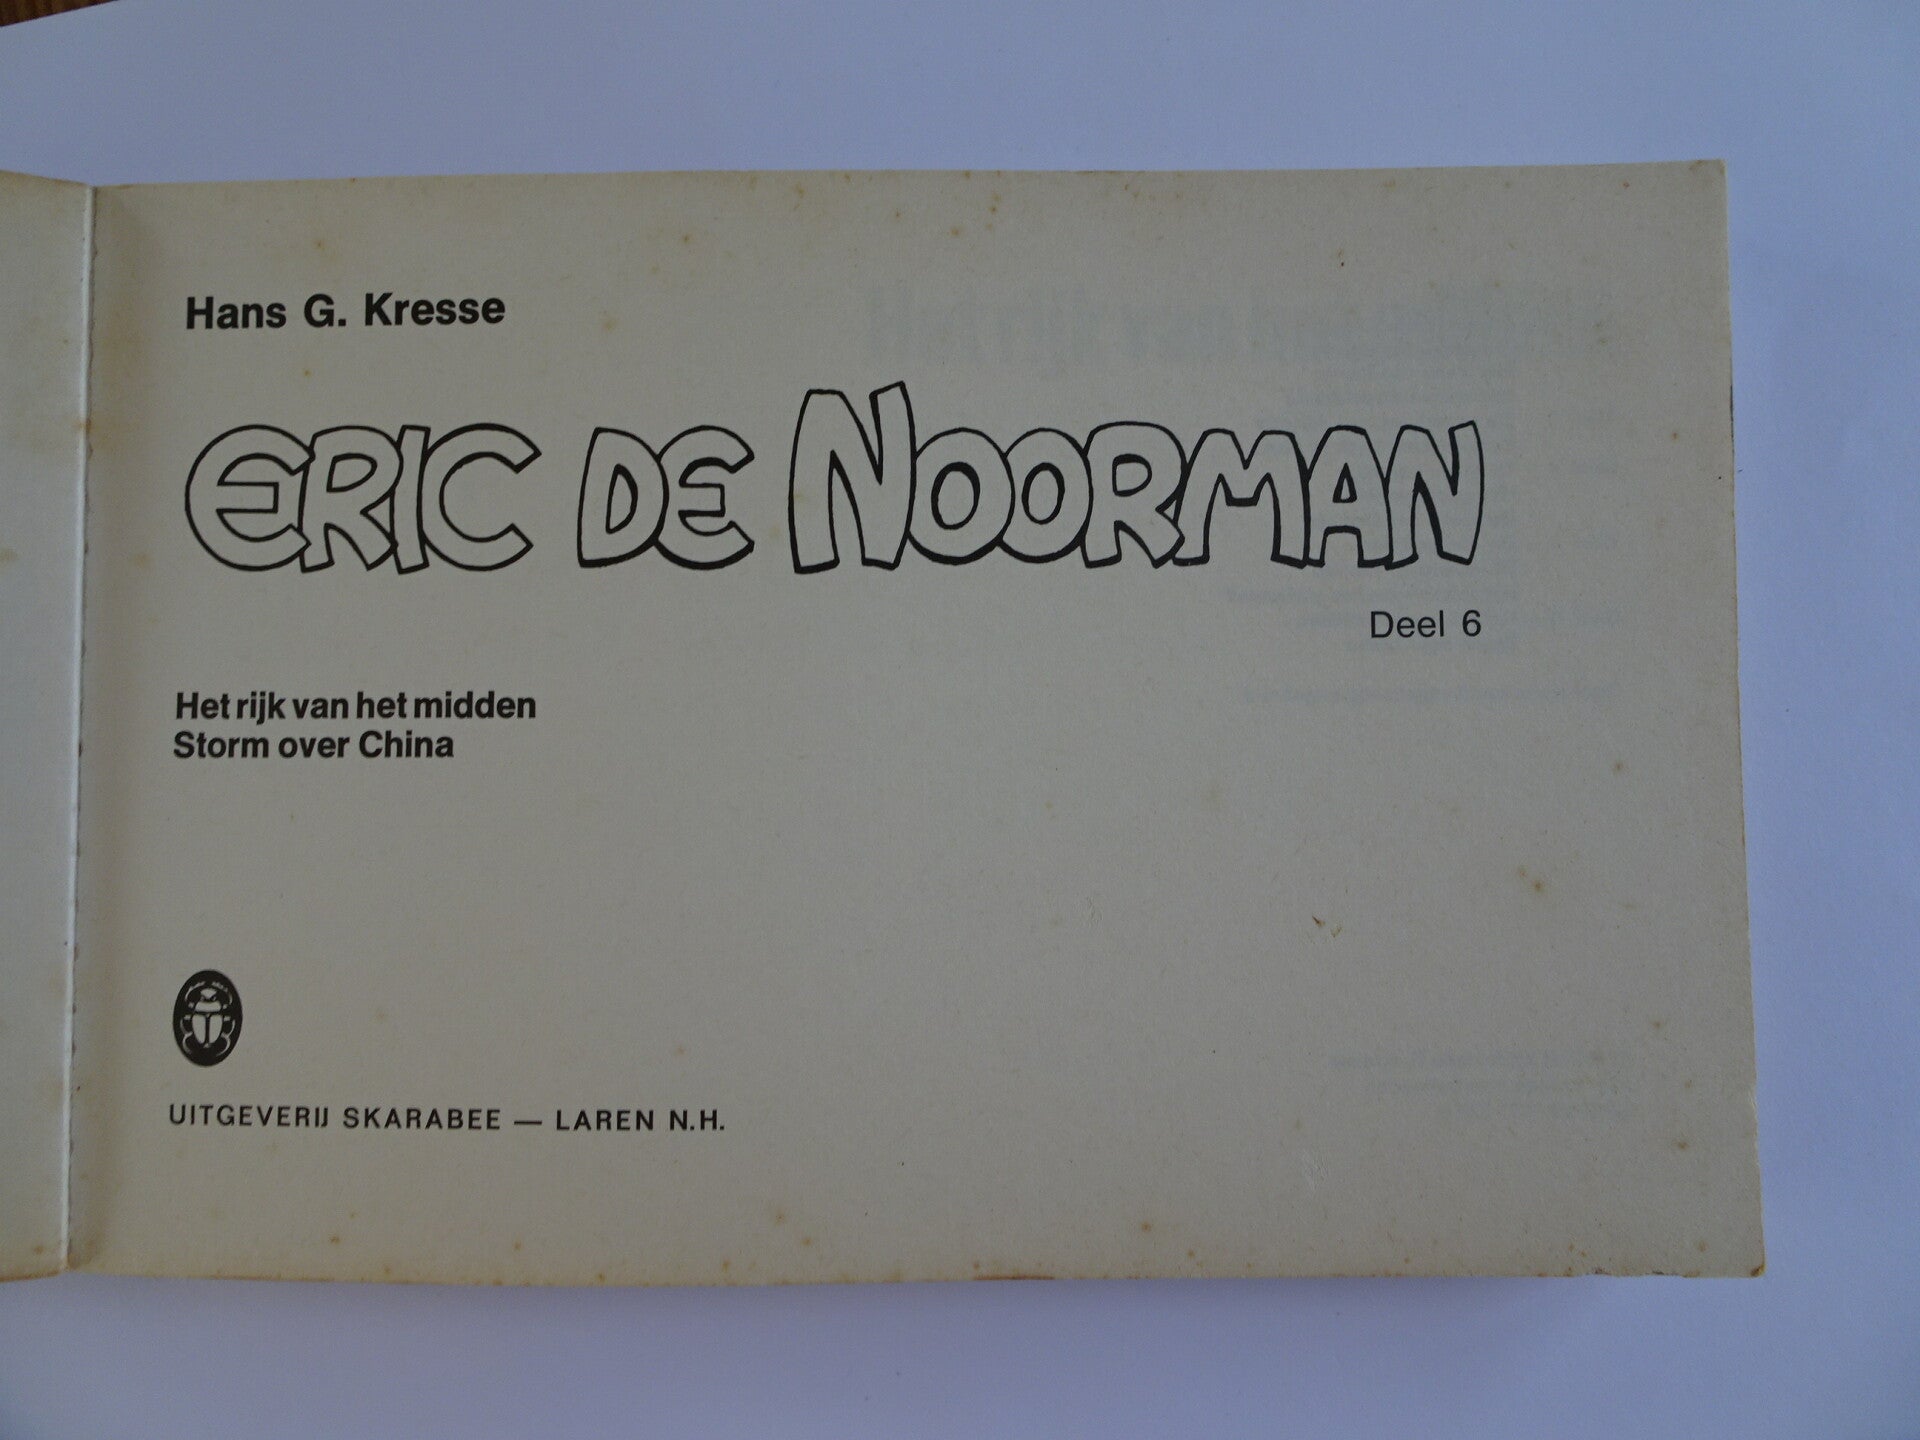 Hans G. Kresse
ERIC DE NOORMAN
Deel 6
Het rijk van het midden
Storm over China
UITGEVERIJ SKARABEE — LAREN N.H.